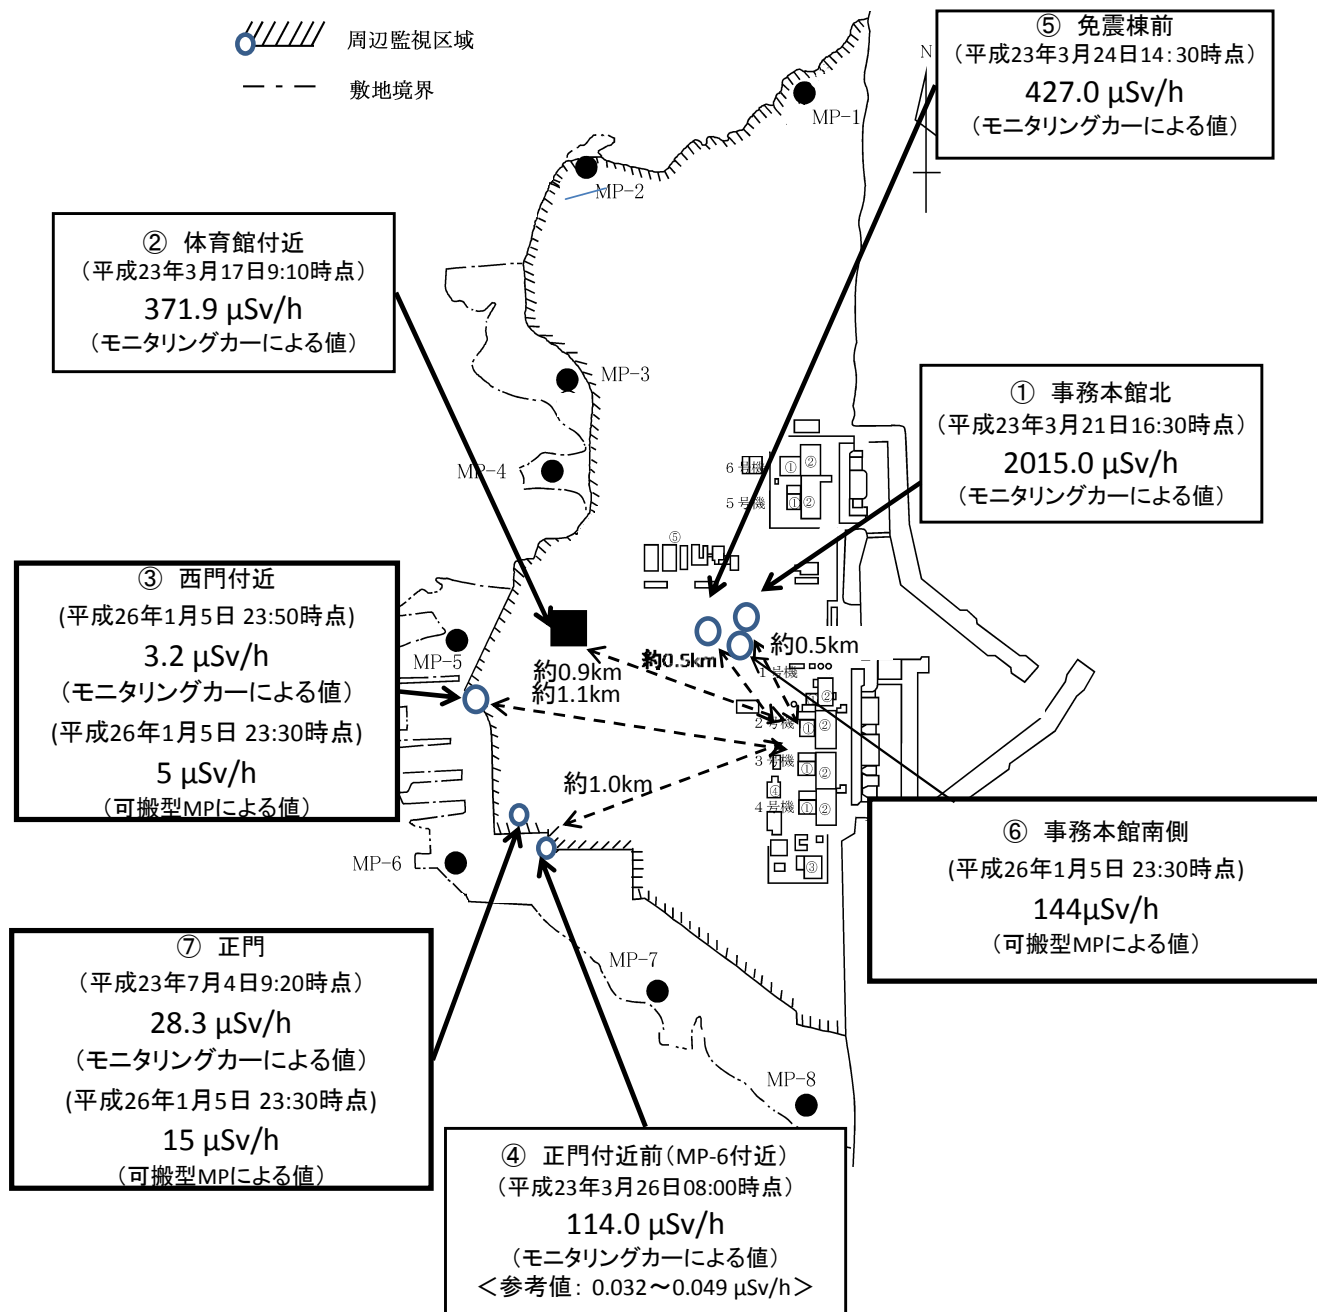 周辺監視区域
敷地境界
⑤ 免震棟前
(平成23年3月24日14:30時点)
427.0 μSv/h
(モニタリングカーによる値)
N
MP-1
MP-2
② 体育館付近
(平成23年3月17日9:10時点)
371.9 μSv/h
(モニタリングカーによる値)
MP-3
MP-4
① 事務本館北
(平成23年3月21日16:30時点)
2015.0 μSv/h
(モニタリングカーによる値)
6号機
①
②
5号機
①
②
⑤
③ 西門付近
(平成26年1月5日 23:50時点)
3.2 μSv/h
(モニタリングカーによる値)
(平成26年1月5日 23:30時点)
5 μSv/h
(可搬型MPによる値)
MP-5
約0.9km
約1.1km
約0.5km
約0.5km
1号機
②
2号機
①
②
3号機
①
②
約1.0km
④
4号機
①
②
③
MP-6
⑥ 事務本館南側
(平成26年1月5日 23:30時点)
144μSv/h
(可搬型MPによる値)
⑦ 正門
(平成23年7月4日9:20時点)
28.3 μSv/h
(モニタリングカーによる値)
(平成26年1月5日 23:30時点)
15 μSv/h
(可搬型MPによる値)
MP-7
MP-8
④ 正門付近前(MP-6付近)
(平成23年3月26日08:00時点)
114.0 μSv/h
(モニタリングカーによる値)
<参考値: 0.032～0.049 μSv/h>